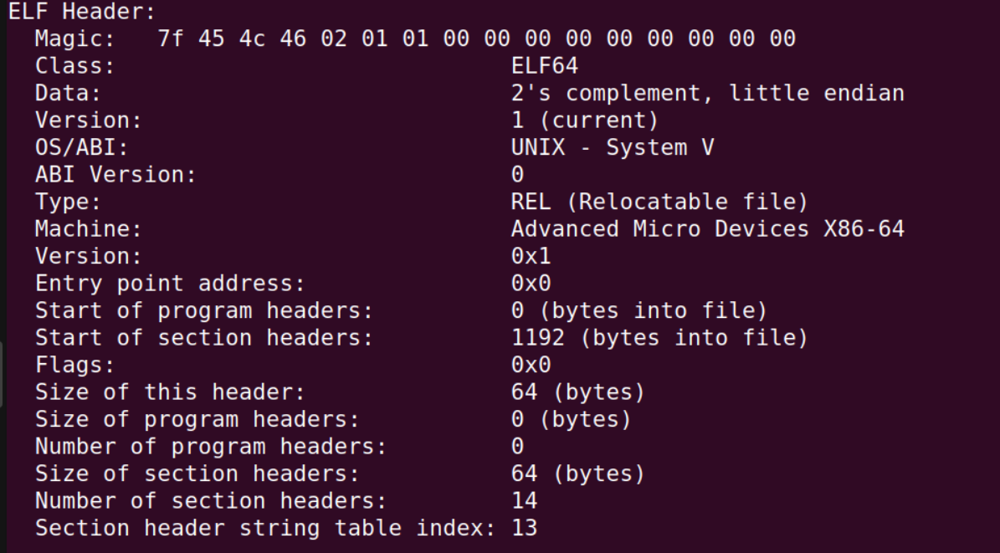 ELF Header:
  Magic:   7f 45 4c 46 02 01 01 00 00 00 00 00 00 00 00 00
  Class:                             ELF64
  Data:                              2's complement, little endian
  Version:                           1 (current)
  OS/ABI:                            UNIX - System V
  ABI Version:                       0
  Type:                              REL (Relocatable file)
  Machine:                           Advanced Micro Devices X86-64
  Version:                           0x1
  Entry point address:               0x0
  Start of program headers:          0 (bytes into file)
  Start of section headers:          1192 (bytes into file)
  Flags:                             0x0
  Size of this header:               64 (bytes)
  Size of program headers:           0 (bytes)
  Number of program headers:         0
  Size of section headers:           64 (bytes)
  Number of section headers:         14
  Section header string table index: 13